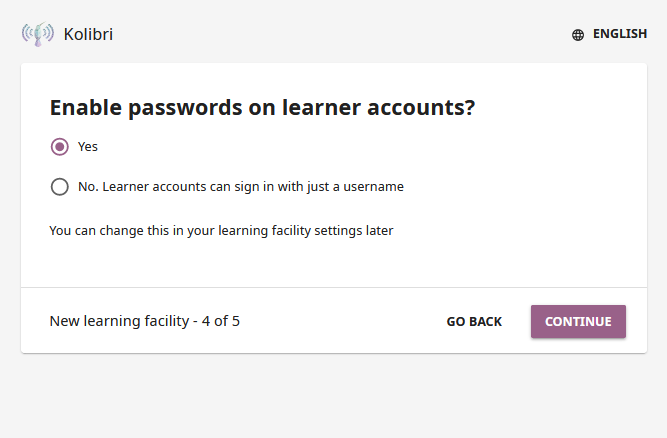 Kolibri
ENGLISH
Enable passwords on learner accounts?
Yes
No. Learner accounts can sign in with just a username
You can change this in your learning facility settings later
New learning facility - 4 of 5
GO BACK
CONTINUE